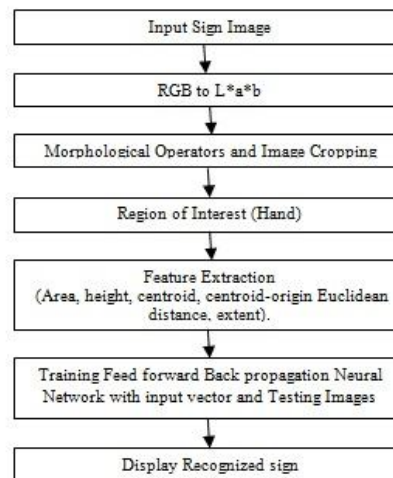 Input Sign Image
RGB to L*a*b
Morphological Operators and Image Cropping
Region of Interest (Hand)
Feature Extraction
(Area, height, centroid, centroid-origin Euclidean
distance, extent).
Training Feed forward Back propagation Neural
Network with input vector and Testing Images
Display Recognized sign